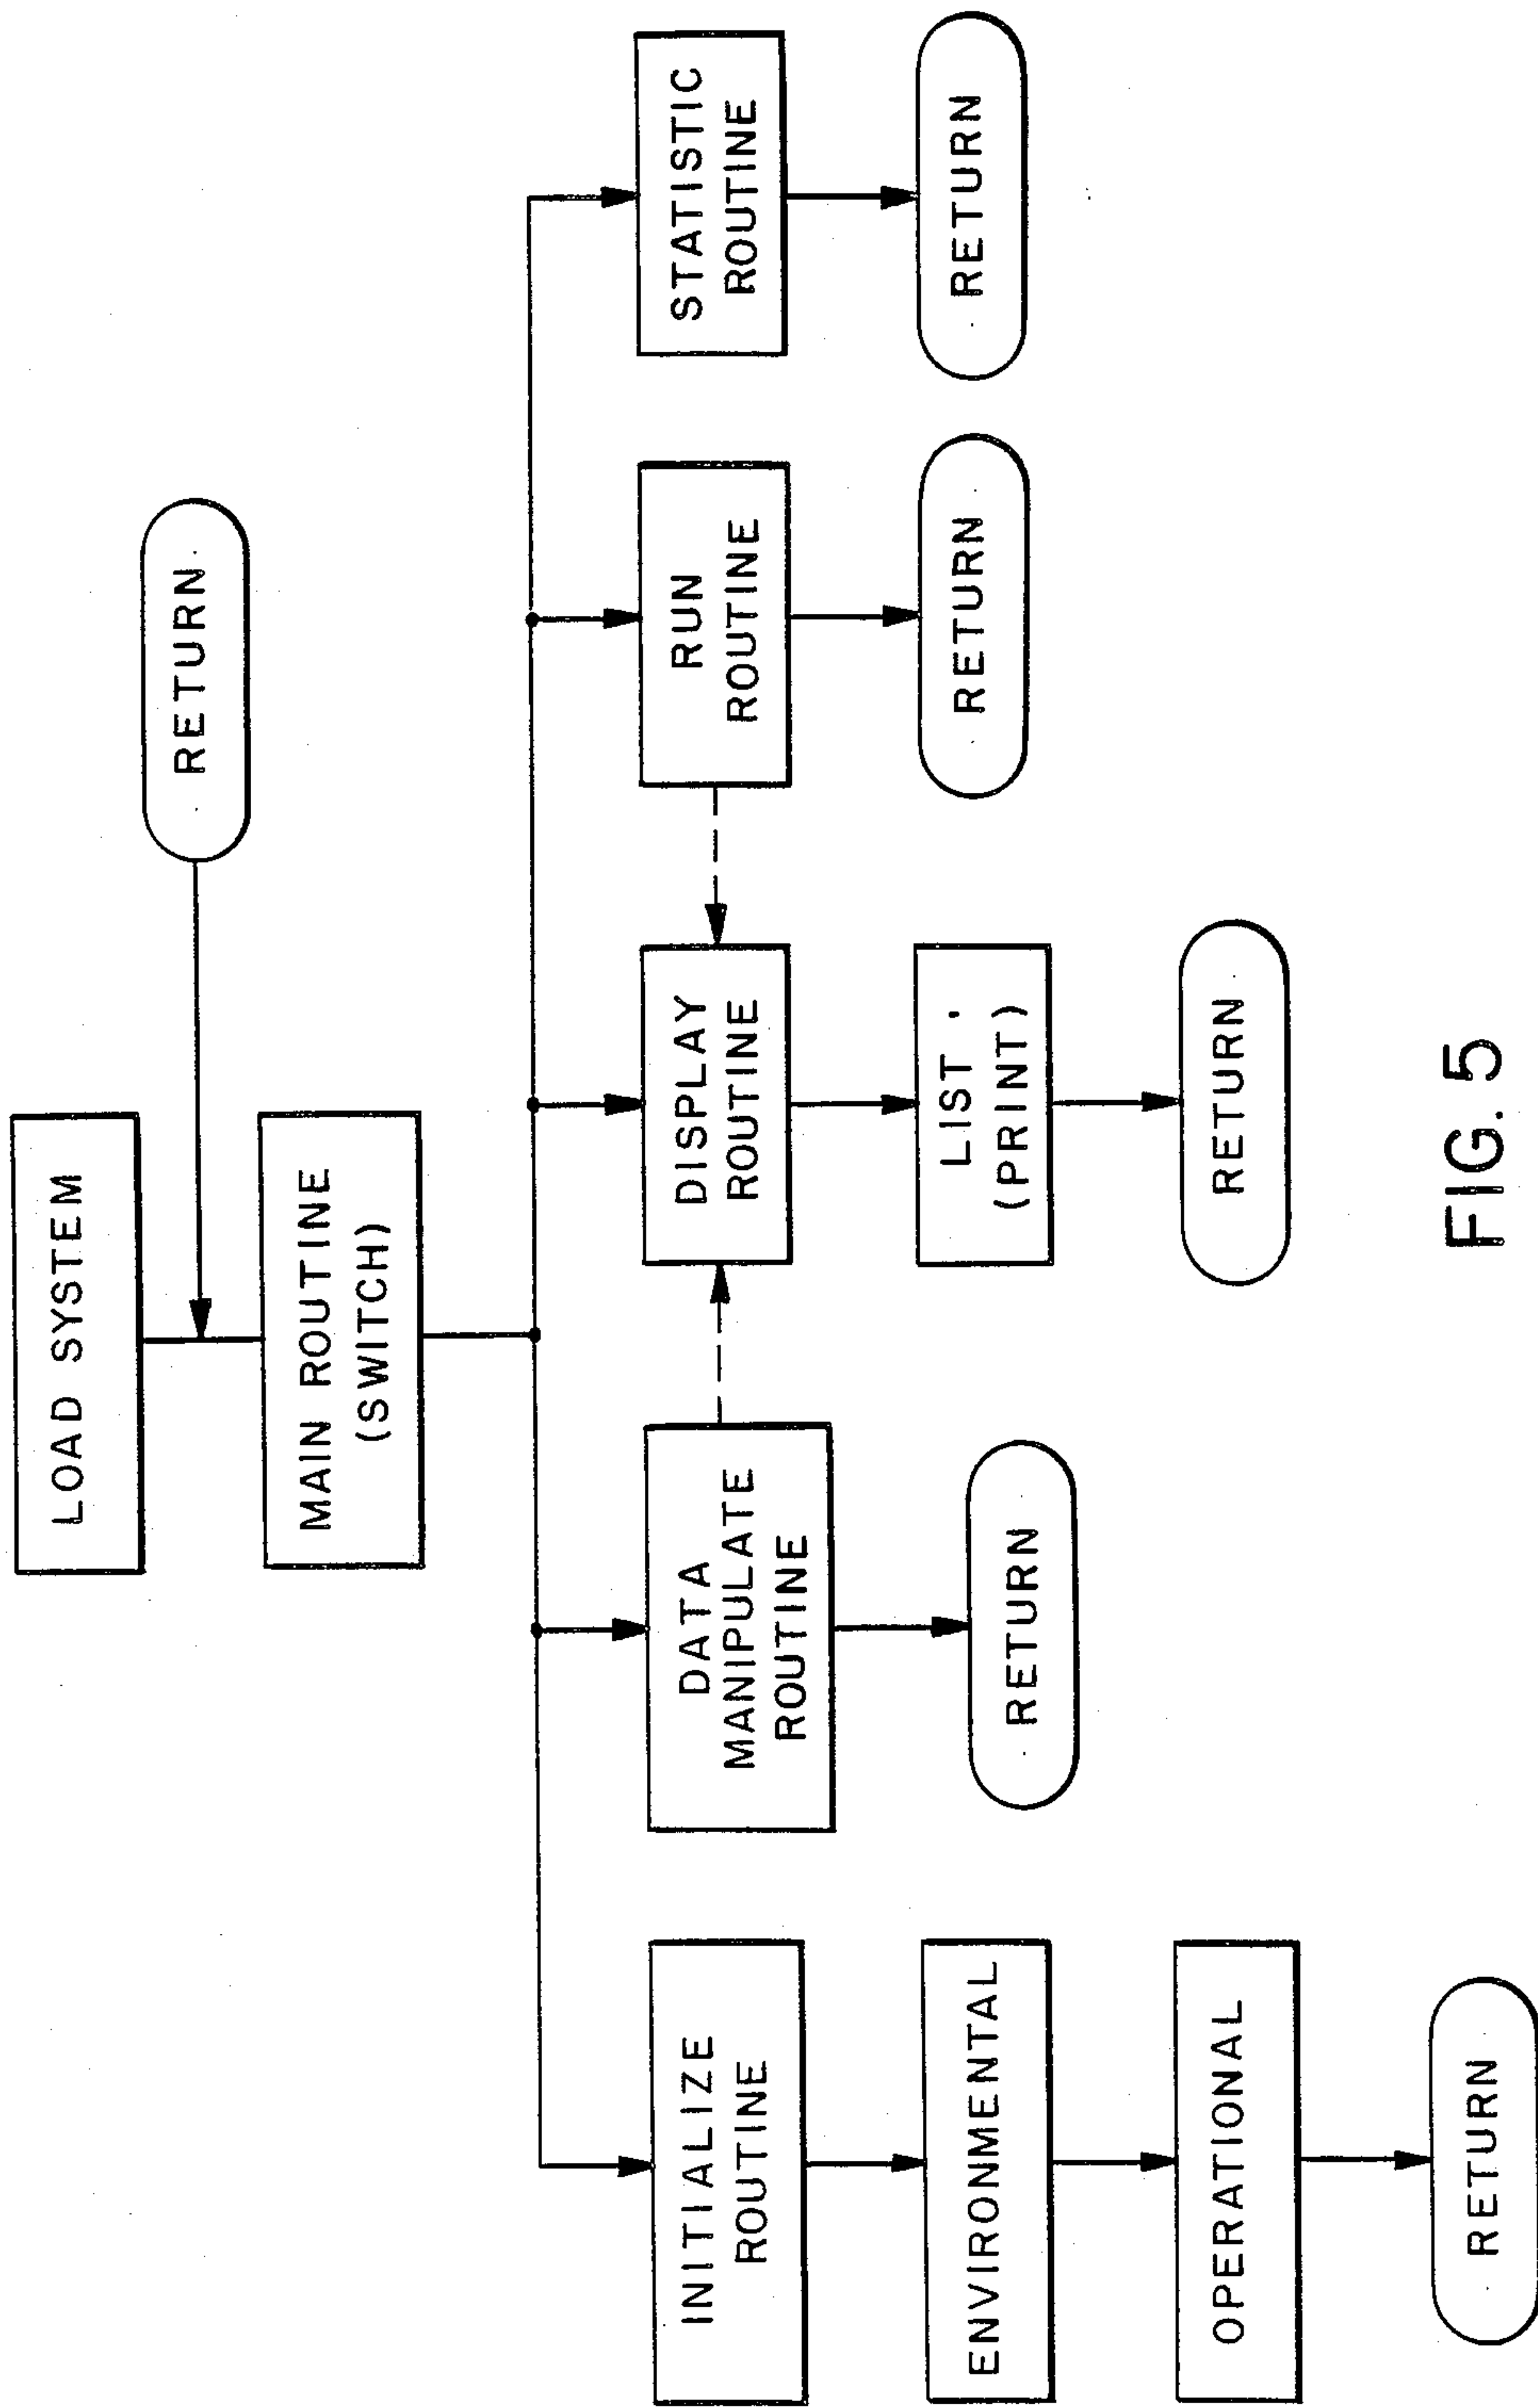 LOAD SYSTEM
RETURN
MAIN ROUTINE
(SWITCH)
INITIALIZE
ROUTINE
DATA
MANIPULATE
ROUTINE
DISPLAY
ROUTINE
RUN
ROUTINE
STATISTIC
ROUTINE
ENVIRONMENTAL
RETURN
LIST
(PRINT)
RETURN
RETURN
OPERATIONAL
RETURN
RETURN
FIG. 5